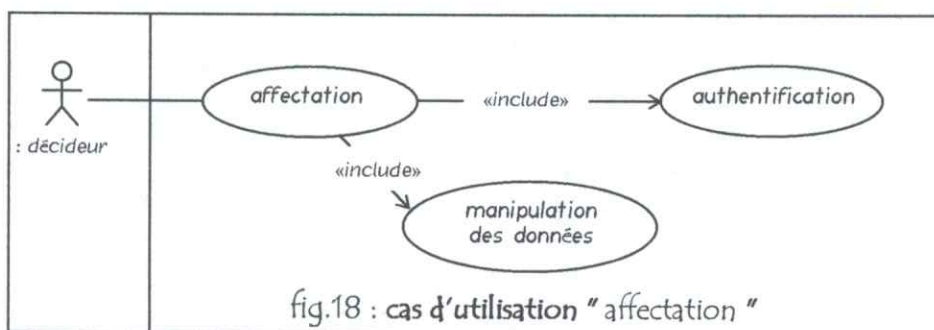 affectation
«include»
authentification
: décideur
«include»
manipulation
des données
fig.18 : cas d'utilisation " affectation "